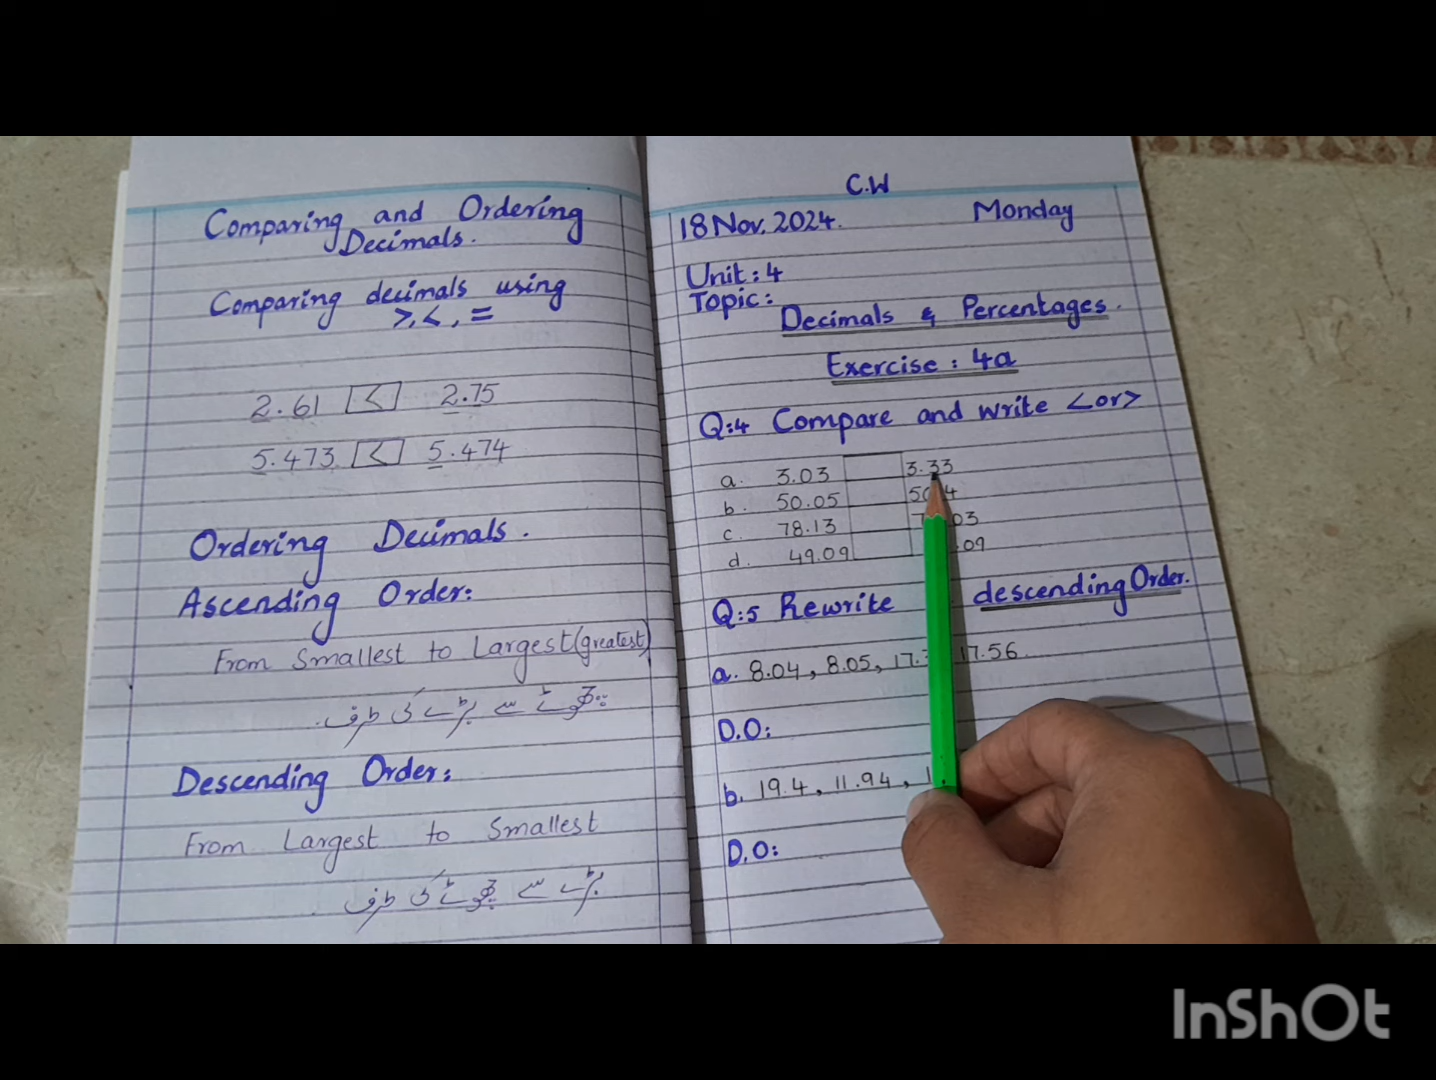 Comparing and Ordering
Decimals.
Comparing decimals using
>, <, =
2.61 < 2.75
5.473 < 5.474
Ordering Decimals.
Ascending Order:
From Smallest to Largest(greatest)
چھوٹے سے بڑے کی طرف.
Descending Order:
From Largest to Smallest
بڑے سے چھوٹے کی طرف.
C.W
18 Nov. 2024. Monday
Unit: 4
Topic:
Decimals & Percentages.
Exercise: 4a
Q:4 Compare and write <or>
a. 3.03 3.33
b. 50.05
c. 78.13
d. 49.09
Q:5 Rewrite descending Order.
a. 8.04, 8.05, 17.56
D.O:
b. 19.4, 11.94,
D.O:
InShOt